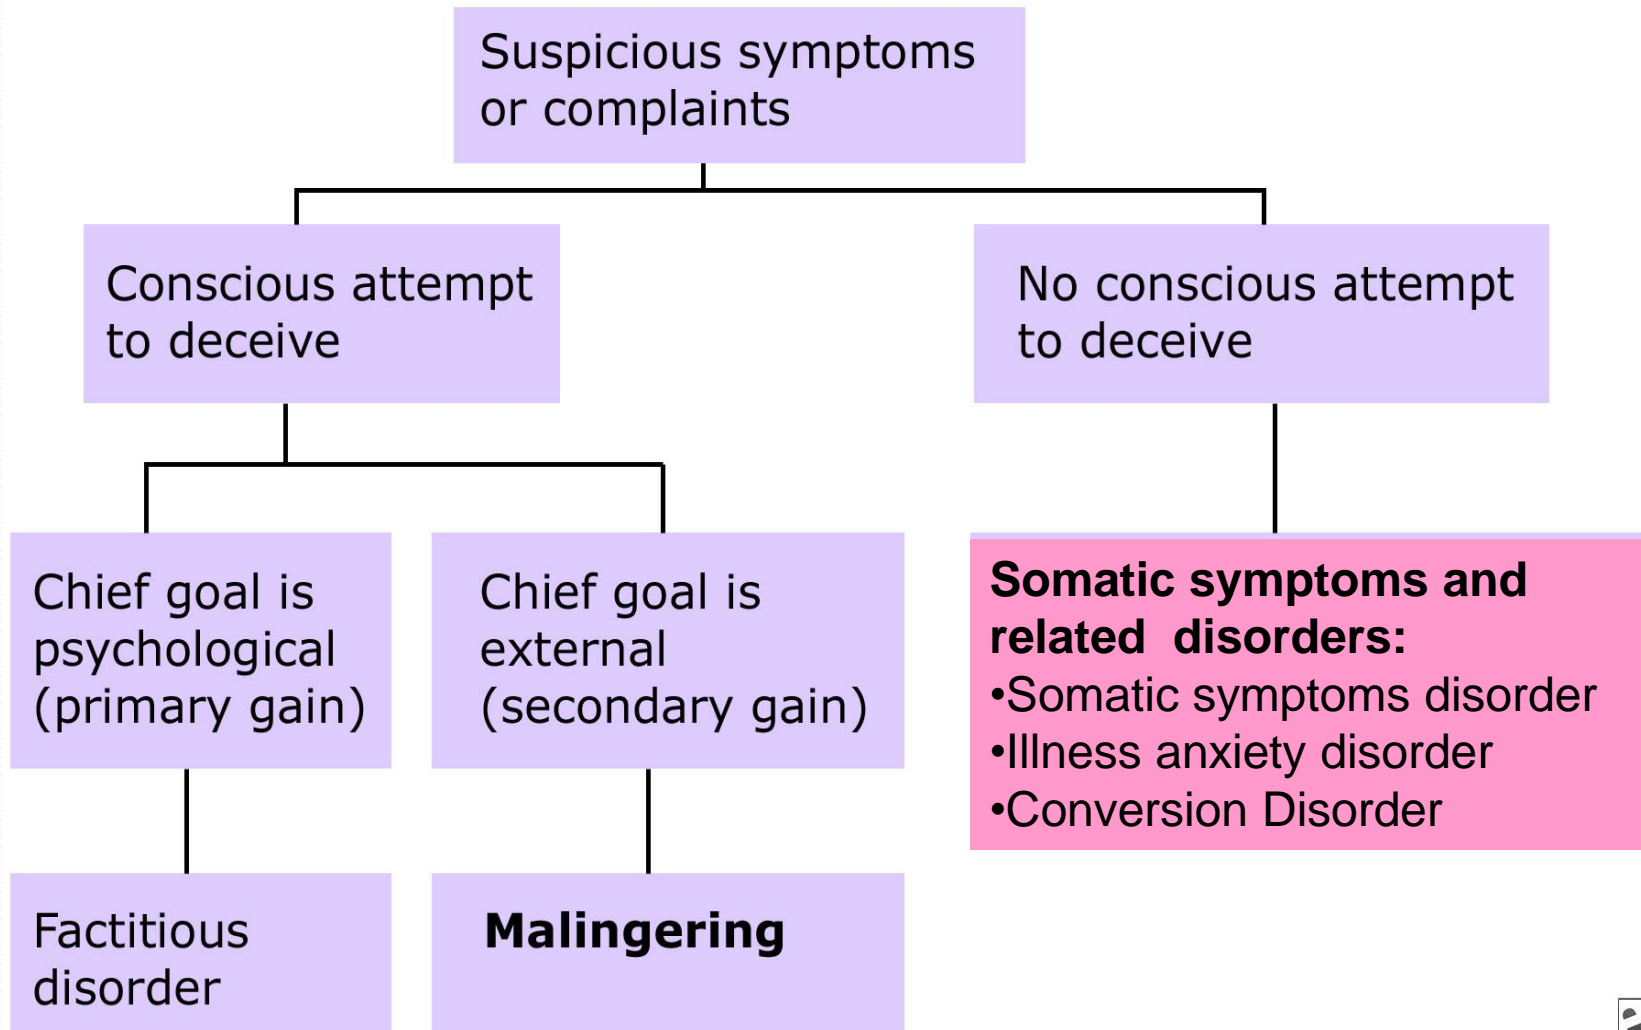 Suspicious symptoms
or complaints
Conscious attempt
to deceive
No conscious attempt
to deceive
Chief goal is
psychological
(primary gain)
Chief goal is
external
(secondary gain)
Somatic symptoms and
related  disorders:
•Somatic symptoms disorder
•Illness anxiety disorder
•Conversion Disorder
Factitious
disorder
Malingering